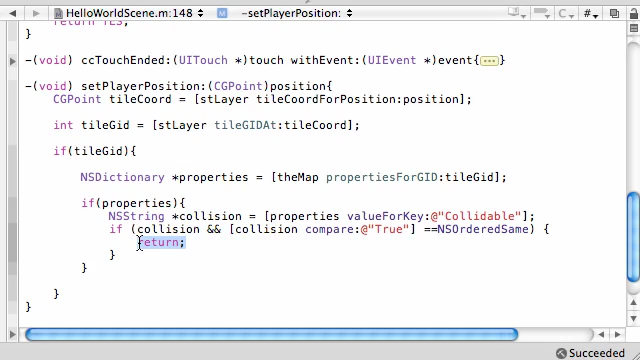 HelloWorldScene.m:148 -setPlayerPosition: C #
return YES;
}
-(void) ccTouchEnded:(UITouch *)touch withEvent:(UIEvent *)event{...}
-(void) setPlayerPosition:(CGPoint)position{
CGPoint tileCoord = [stLayer tileCoordForPosition:position];
int tileGid = [stLayer tileGIDAt:tileCoord];
if(tileGid){
NSDictionary *properties = [theMap propertiesForGID:tileGid];
if(properties){
NSString *collision = [properties valueForKey:@"Collidable"];
if (collision && [collision compare:@"True"] ==NSOrderedSame) {
return;
}
}
}
}
Succeeded